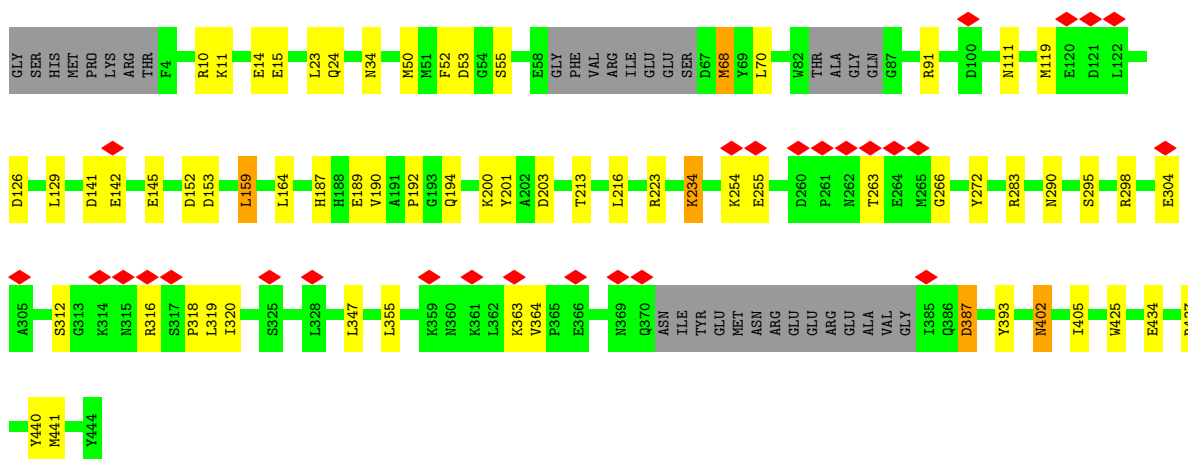 GLY SER HIS MET PRO LYS ARG THR F4 R10 K11 E14 E15 L23 Q24 N34 M50 M51 F52 D53 G54 S55 E58 GLY PHE VAL ARG ILE GLU GLU SER D67 M68 Y69 L70 W82 THR ALA GLY GLN G87 R91 D100 N111 M119 E120 D121 L122
D126 L129 D141 E142 E145 D152 D153 L159 L164 H187 H188 E189 V190 A191 P192 G193 Q194 K200 Y201 A202 D203 T213 L216 R223 K234 K254 E255 D260 P261 N262 T263 E264 M265 G266 Y272 R283 N290 S295 R298 E304
A305 S312 G313 K314 N315 R316 S317 P318 L319 I320 S325 L328 L347 L355 K359 N360 K361 L362 K363 V364 P365 E366 N369 Q370 ASN ILE TYR GLU MET ASN ARG GLU GLU ARG GLU ALA VAL GLY I385 Q386 D387 Y393 N402 I405 W425 E434
Y440 M441 Y444